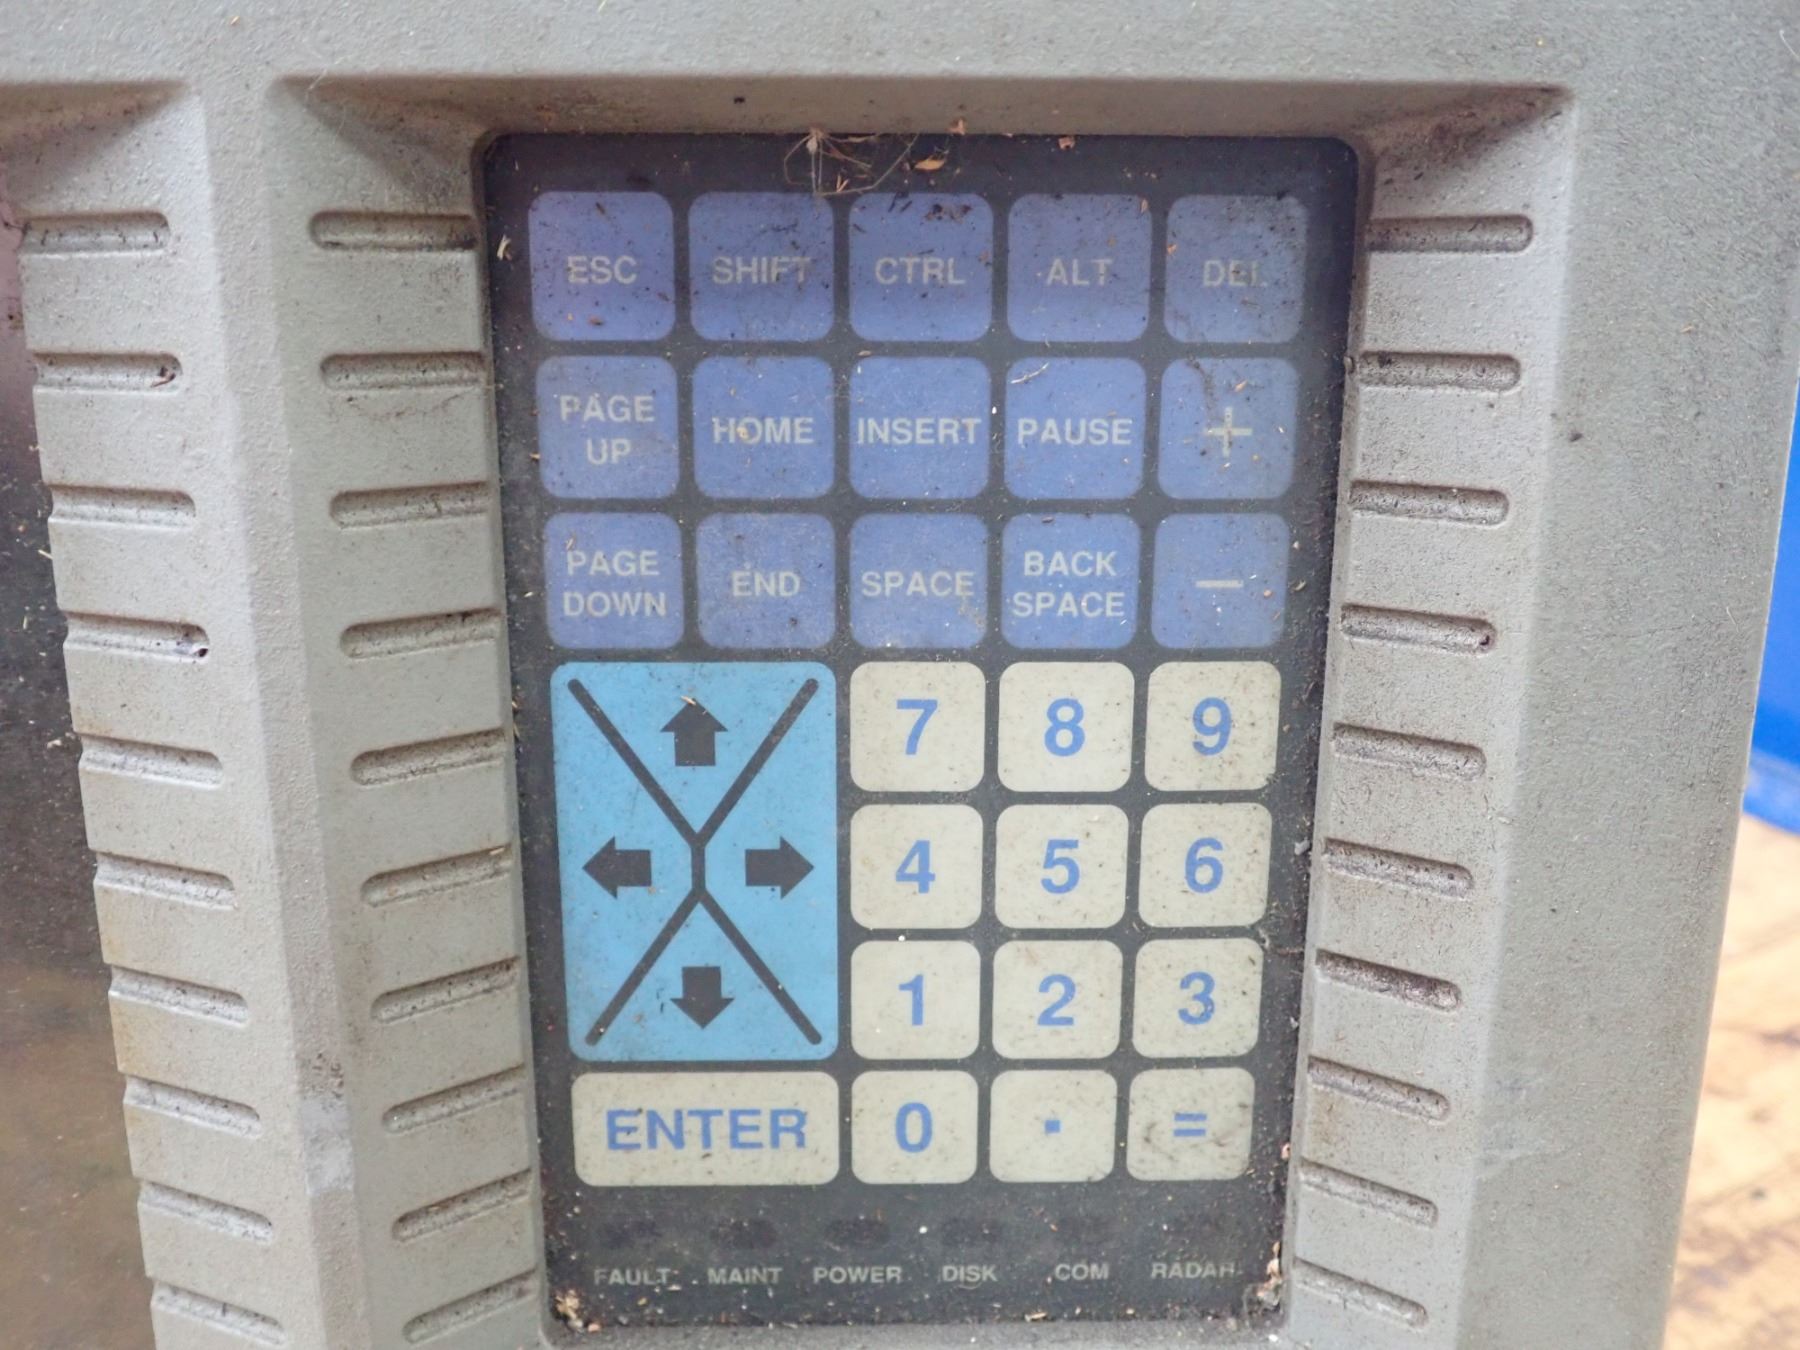 ESC SHIFT CTRL ALT DEL
PAGE UP HOME INSERT PAUSE +
PAGE DOWN END SPACE BACK SPACE -
7 8 9
4 5 6
1 2 3
ENTER 0 . =
FAULT MAINT POWER DISK COM RADAR